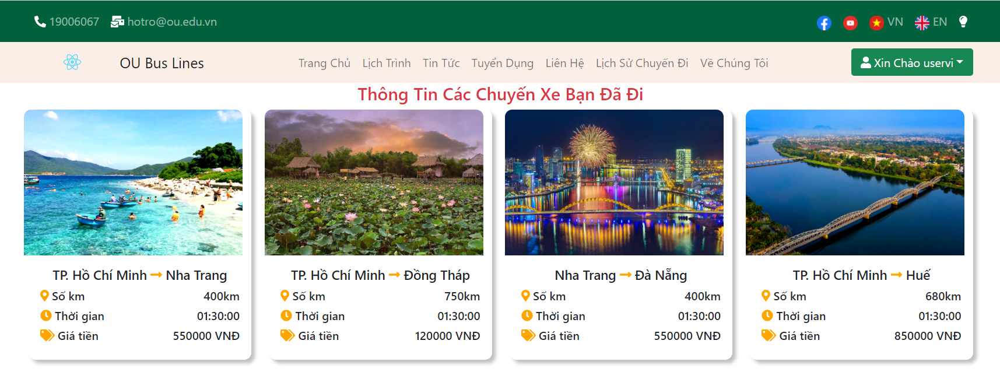 19006067 hotro@ou.edu.vn VN EN
OU Bus Lines Trang Chủ Lịch Trình Tin Tức Tuyển Dụng Liên Hệ Lịch Sử Chuyến Đi Về Chúng Tôi Xin Chào uservi
Thông Tin Các Chuyến Xe Bạn Đã Đi
TP. Hồ Chí Minh → Nha Trang
Số km 400km
Thời gian 01:30:00
Giá tiền 550000 VNĐ
TP. Hồ Chí Minh → Đồng Tháp
Số km 750km
Thời gian 01:30:00
Giá tiền 120000 VNĐ
Nha Trang → Đà Nẵng
Số km 400km
Thời gian 01:30:00
Giá tiền 550000 VNĐ
TP. Hồ Chí Minh → Huế
Số km 680km
Thời gian 01:30:00
Giá tiền 850000 VNĐ